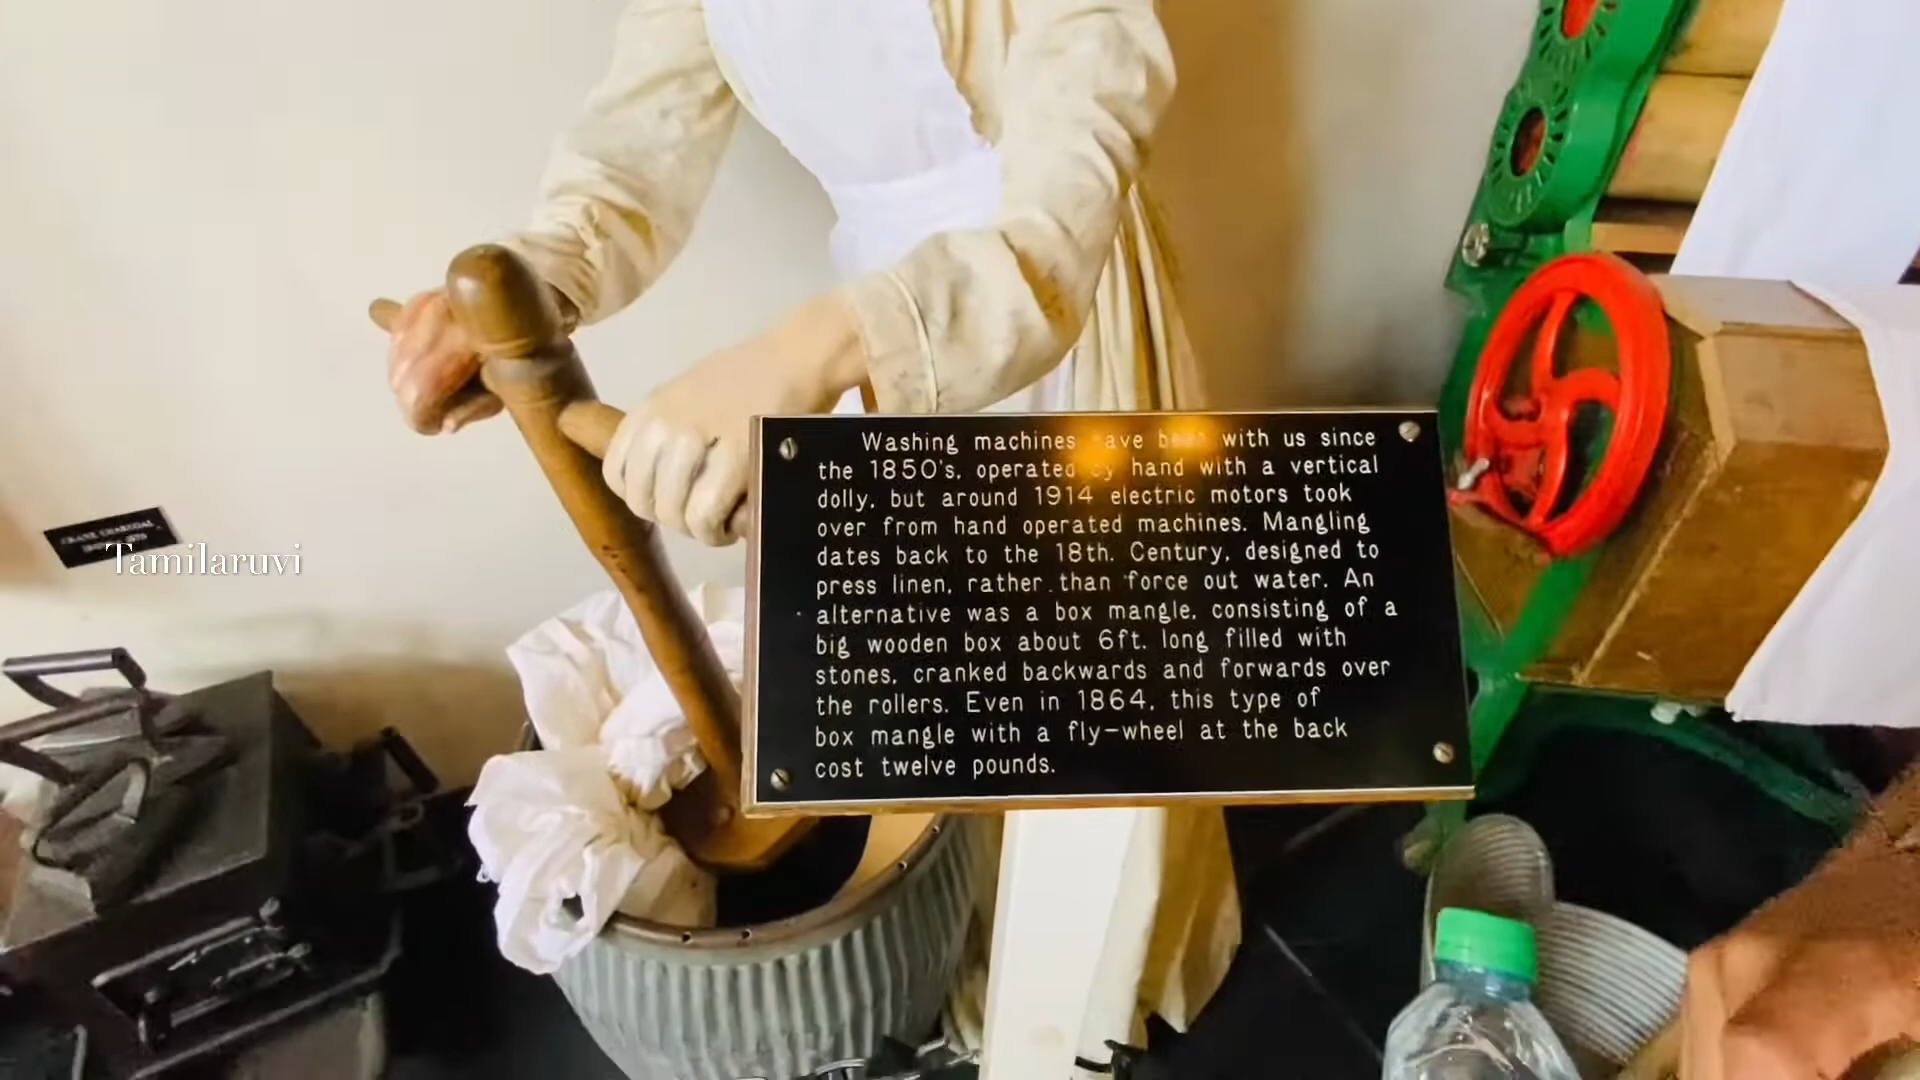 Washing machines have been with us since
the 1850's, operated by hand with a vertical
dolly, but around 1914 electric motors took
over from hand operated machines. Mangling
dates back to the 18th. Century, designed to
press linen, rather than force out water. An
alternative was a box mangle, consisting of a
big wooden box about 6ft. long filled with
stones, cranked backwards and forwards over
the rollers. Even in 1864, this type of
box mangle with a fly-wheel at the back
cost twelve pounds.
Tamilaruvi